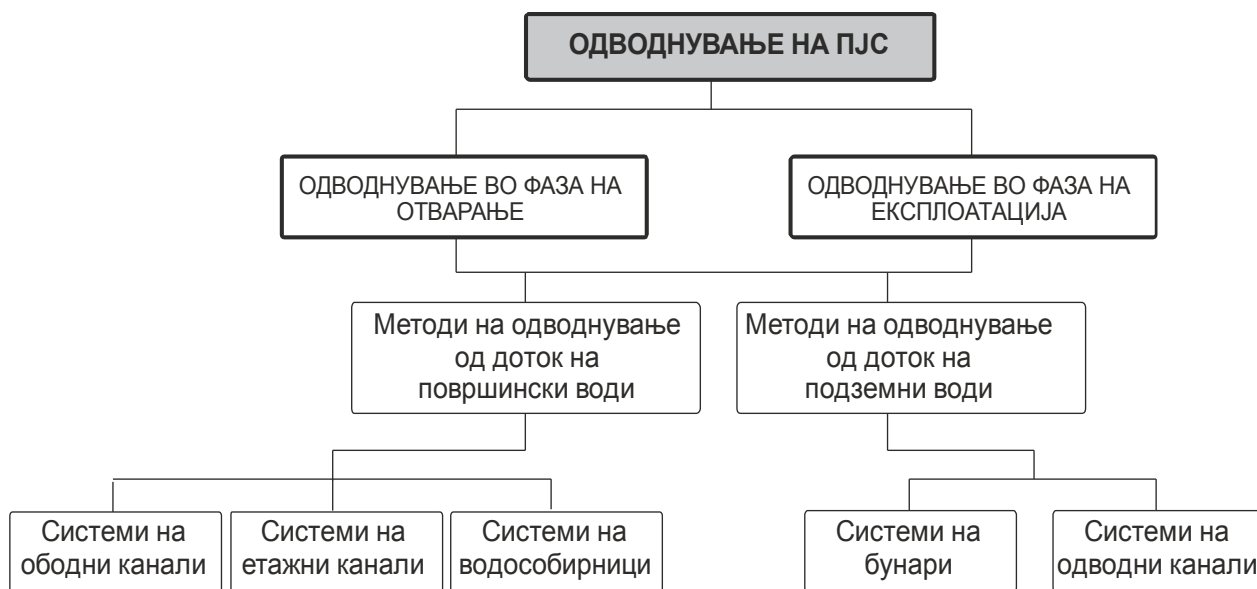 ОДВОДНУВАЊЕ НА ПЈС
ОДВОДНУВАЊЕ ВО ФАЗА НА
ОТВАРАЊЕ
ОДВОДНУВАЊЕ ВО ФАЗА НА
ЕКСПЛОАТАЦИЈА
Методи на одводнување
од доток на
површински води
Методи на одводнување
од доток на
подземни води
Системи на
ободни канали
Системи на
етажни канали
Системи на
водособирници
Системи на
бунари
Системи на
одводни канали